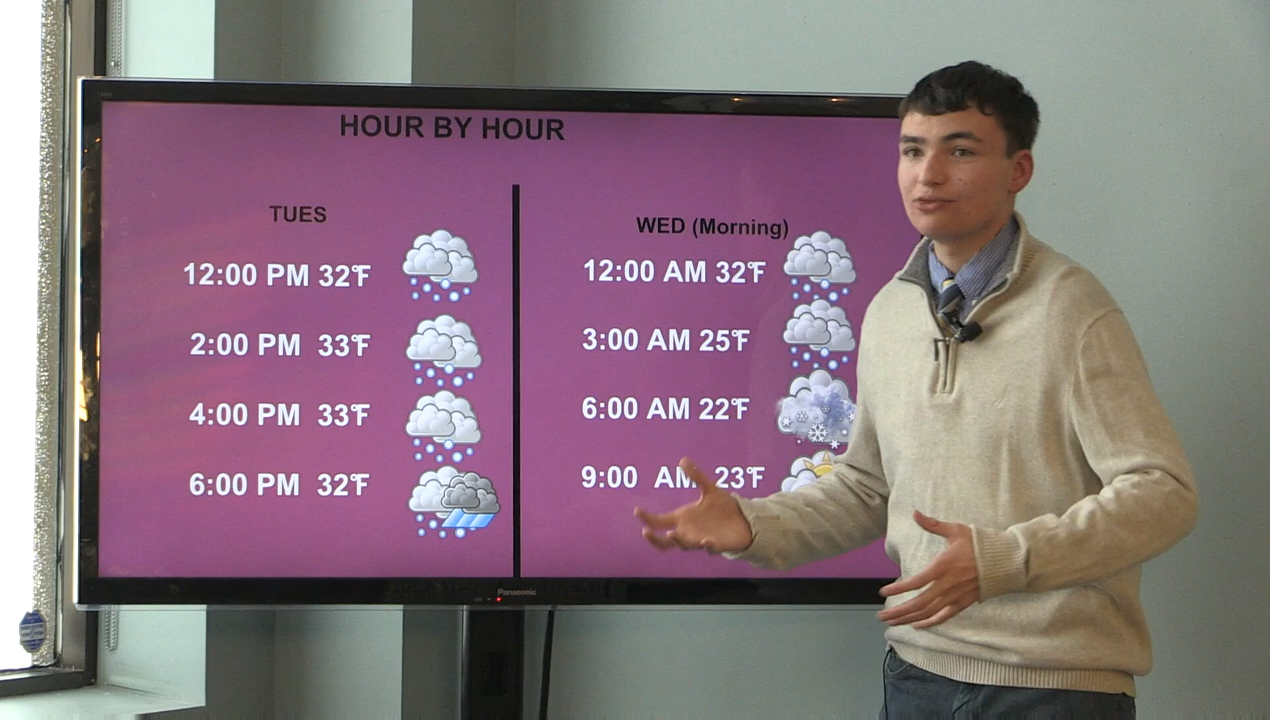 HOUR BY HOUR
TUES
12:00 PM 32°F
2:00 PM 33°F
4:00 PM 33°F
6:00 PM 32°F
WED (Morning)
12:00 AM 32°F
3:00 AM 25°F
6:00 AM 22°F
9:00 AM 23°F
Panasonic